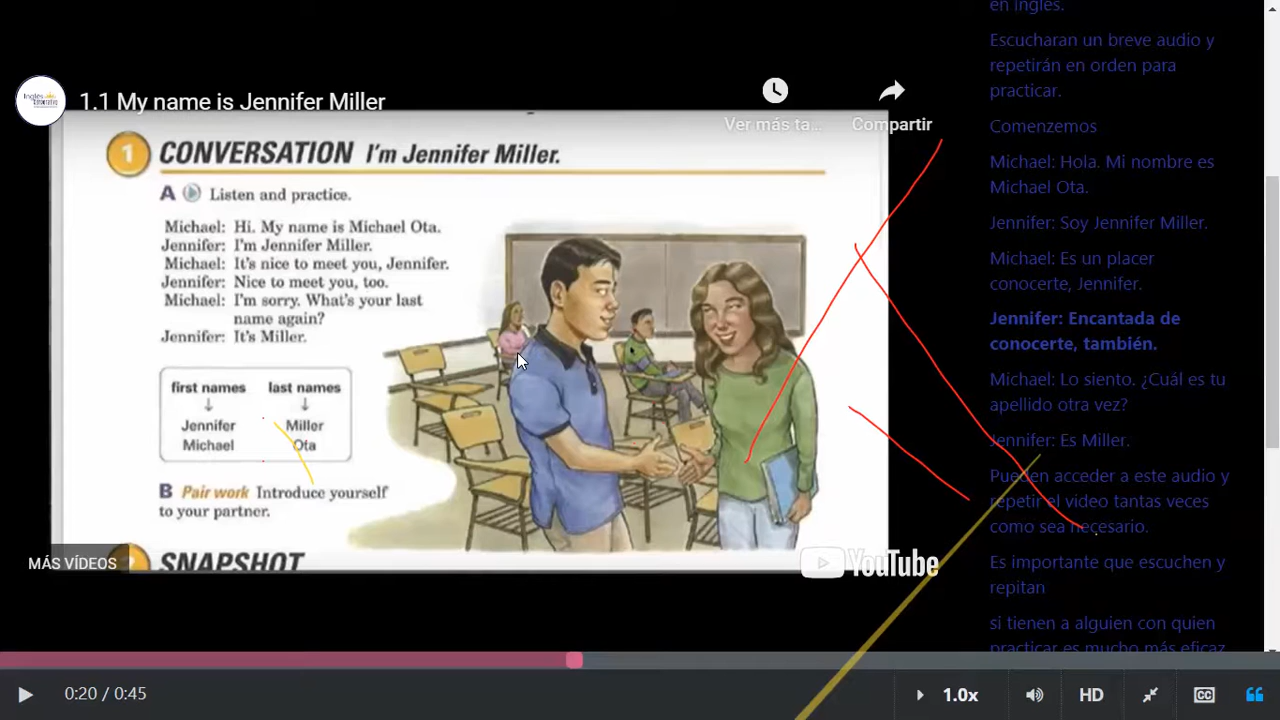 1.1 My name is Jennifer Miller
Ver más ta...
Compartir
1 CONVERSATION I'm Jennifer Miller.
A Listen and practice.
Michael: Hi. My name is Michael Ota.
Jennifer: I'm Jennifer Miller.
Michael: It's nice to meet you, Jennifer.
Jennifer: Nice to meet you, too.
Michael: I'm sorry. What's your last
name again?
Jennifer: It's Miller.
first names last names
Jennifer Miller
Michael Ota
B Pair work Introduce yourself
to your partner.
SNAPSHOT
MÁS VÍDEOS
YouTube
en inglés.
Escucharan un breve audio y
repetirán en orden para
practicar.
Comenzemos
Michael: Hola. Mi nombre es
Michael Ota.
Jennifer: Soy Jennifer Miller.
Michael: Es un placer
conocerte, Jennifer.
Jennifer: Encantada de
conocerte, también.
Michael: Lo siento. ¿Cuál es tu
apellido otra vez?
Jennifer: Es Miller.
Pueden acceder a este audio y
repetir el video tantas veces
como sea necesario.
Es importante que escuchen y
repitan
si tienen a alguien con quien
practicar es mucho más eficaz
0:20 / 0:45
1.0x
HD
CC